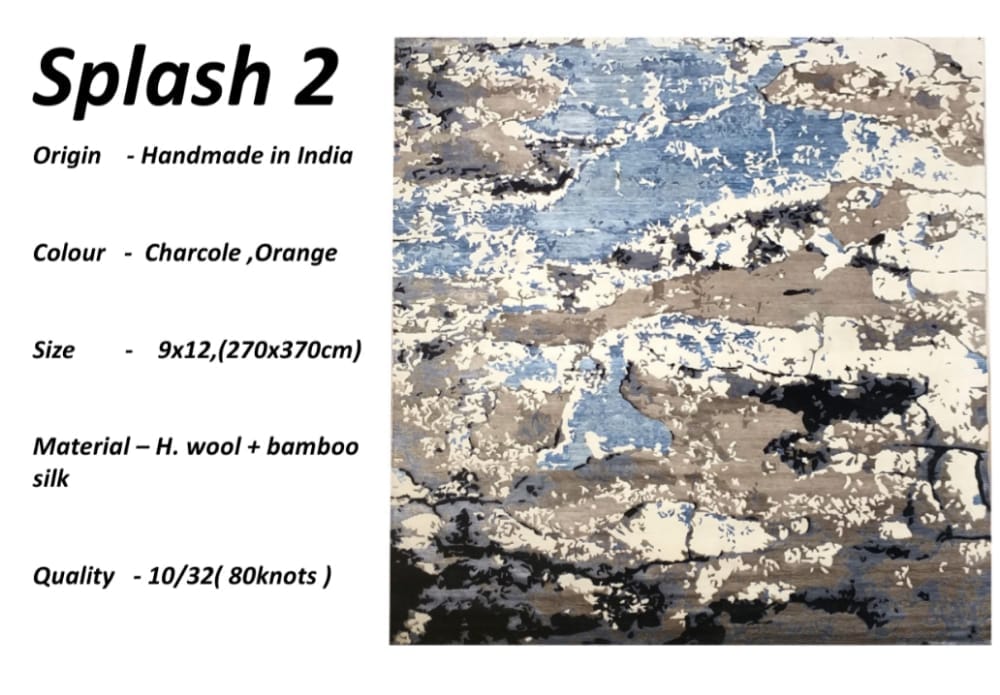 Splash 2
Origin - Handmade in India
Colour - Charcole ,Orange
Size - 9x12,(270x370cm)
Material – H. wool + bamboo
silk
Quality - 10/32( 80knots )